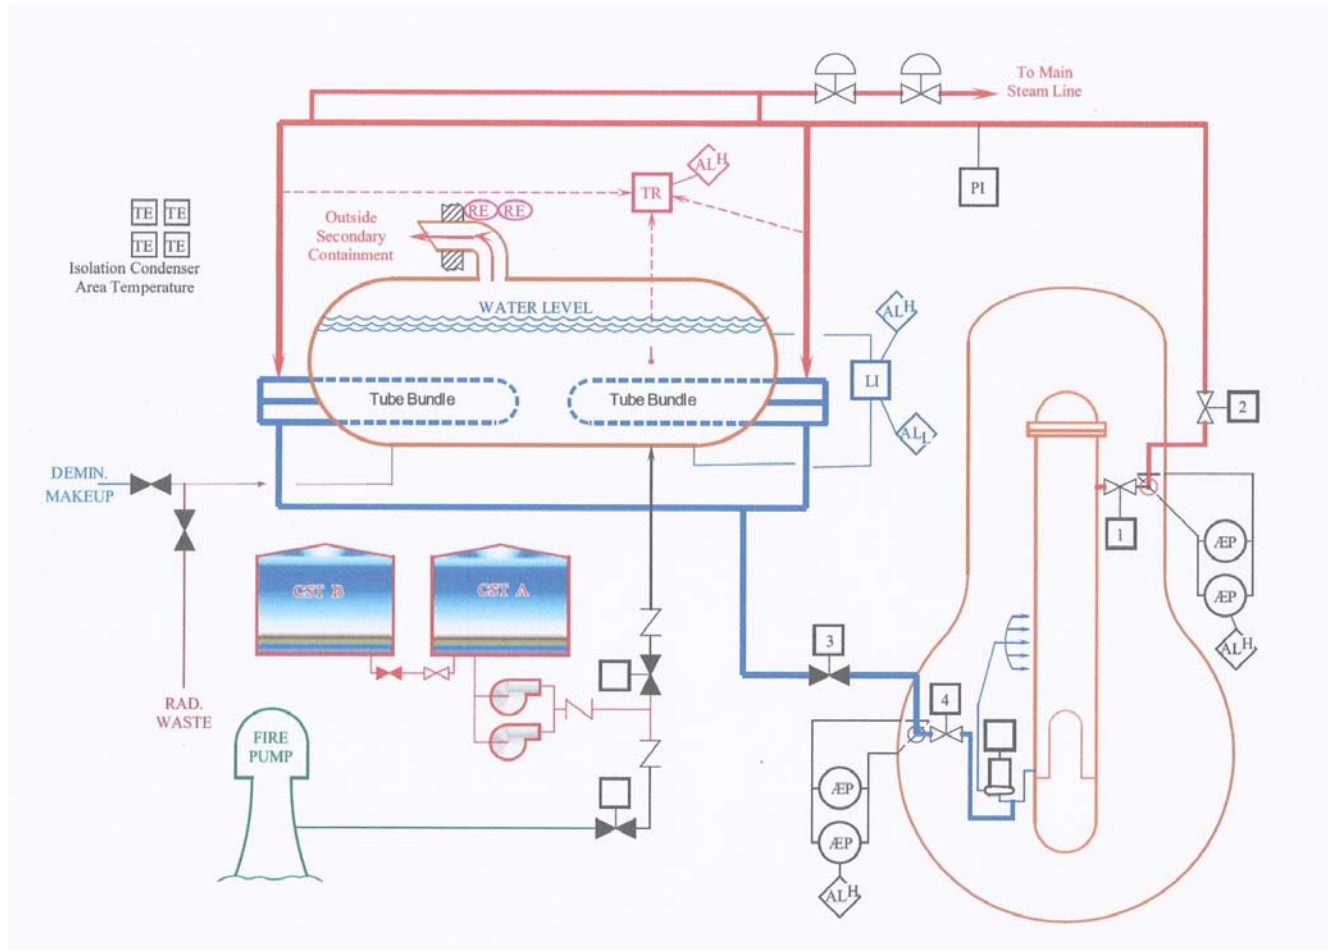 To Main
Steam Line
AL H
TR
PI
TE TE
TE TE
Isolation Condenser
Area Temperature
RE RE
Outside
Secondary
Containment
WATER LEVEL
AL H
LI
AL L
Tube Bundle
Tube Bundle
2
DEMIN.
MAKEUP
1
ÆP
ÆP
AL H
CST B
CST A
3
4
RAD.
WASTE
FIRE
PUMP
ÆP
ÆP
AL H